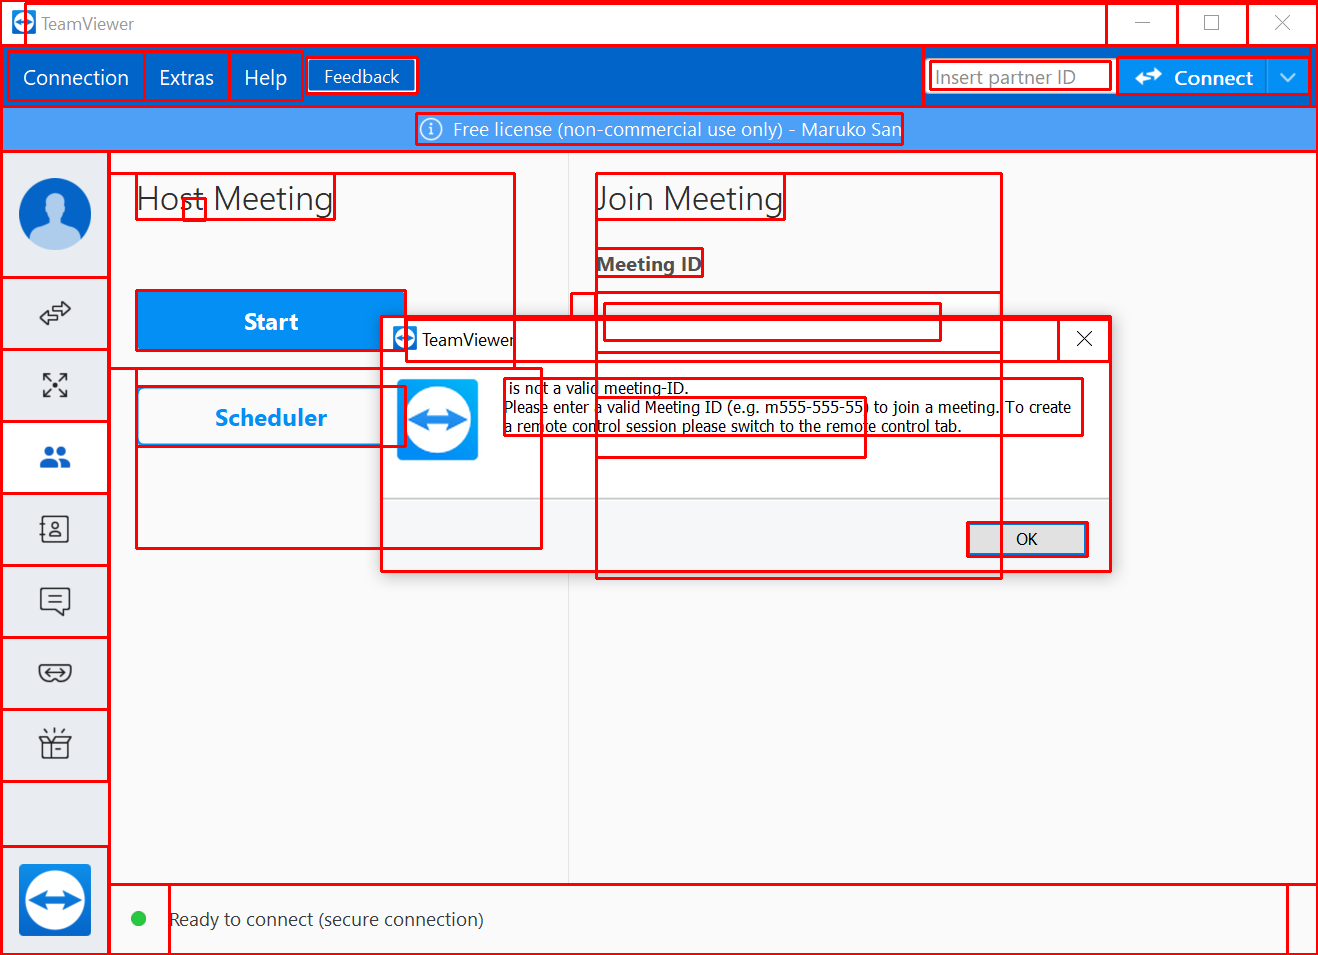 TeamViewer
Connection Extras Help Feedback Insert partner ID Connect
Free license (non-commercial use only) - Maruko San
Host Meeting
Join Meeting
Meeting ID
Start
Scheduler
TeamViewer
is not a valid meeting-ID.
Please enter a valid Meeting ID (e.g. m555-555-55) to join a meeting. To create
a remote control session please switch to the remote control tab.
OK
Ready to connect (secure connection)